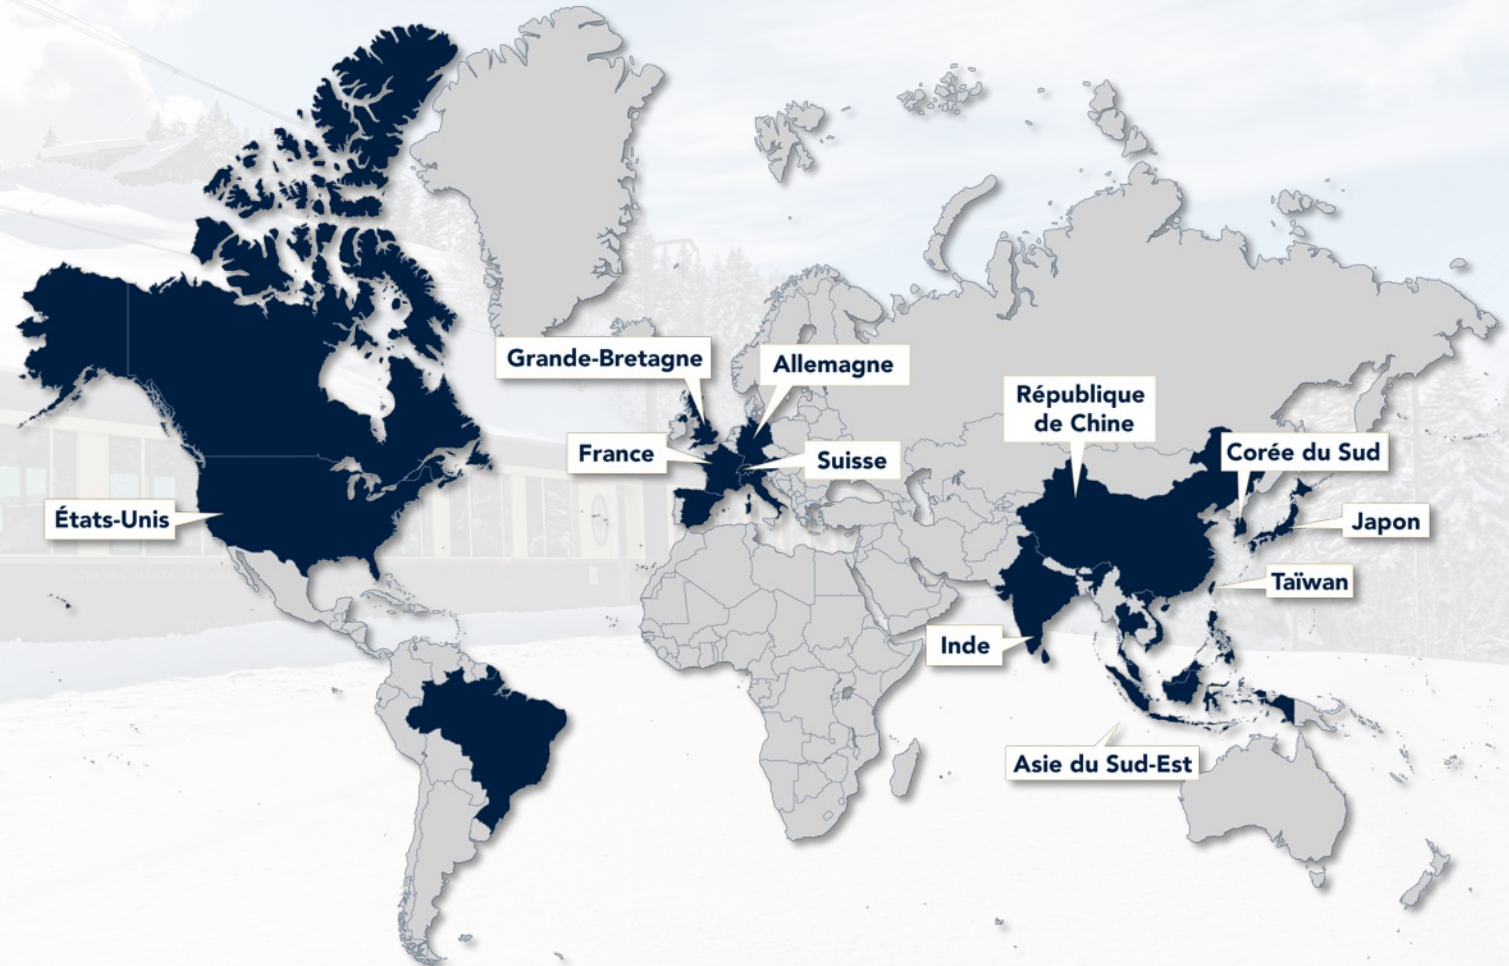 Grande-Bretagne
Allemagne
République
de Chine
France
Suisse
Corée du Sud
États-Unis
Japon
Taïwan
Inde
Asie du Sud-Est